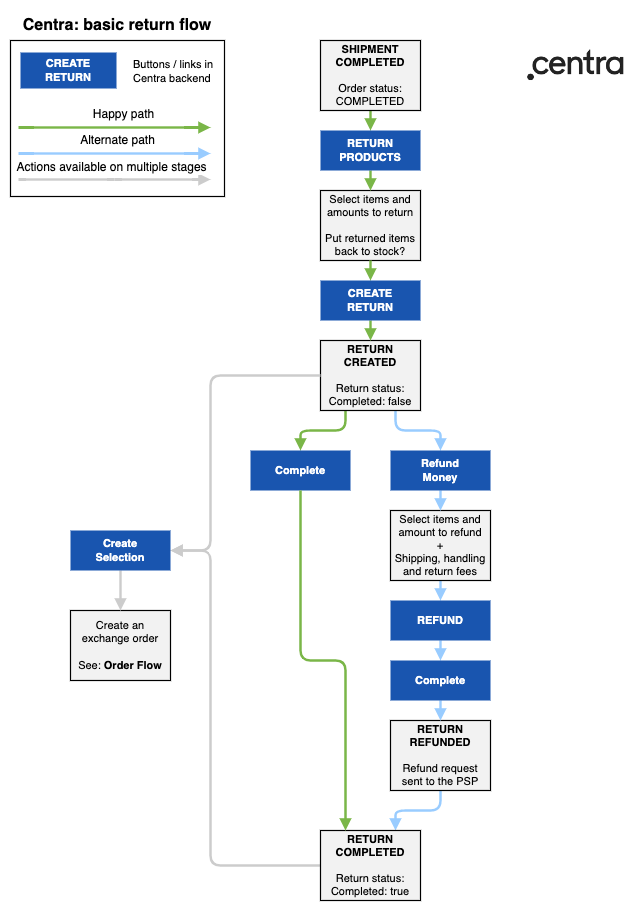 Centra: basic return flow
CREATE
RETURN
Buttons / links in
Centra backend
Happy path
Alternate path
Actions available on multiple stages
.centra
SHIPMENT
COMPLETED
Order status:
COMPLETED
RETURN
PRODUCTS
Select items and
amounts to return
Put returned items
back to stock?
CREATE
RETURN
RETURN
CREATED
Return status:
Completed: false
Complete
Refund
Money
Select items and
amount to refund
+
Shipping, handling
and return fees
Create
Selection
Create an
exchange order
See: Order Flow
REFUND
Complete
RETURN
REFUNDED
Refund request
sent to the PSP
RETURN
COMPLETED
Return status:
Completed: true